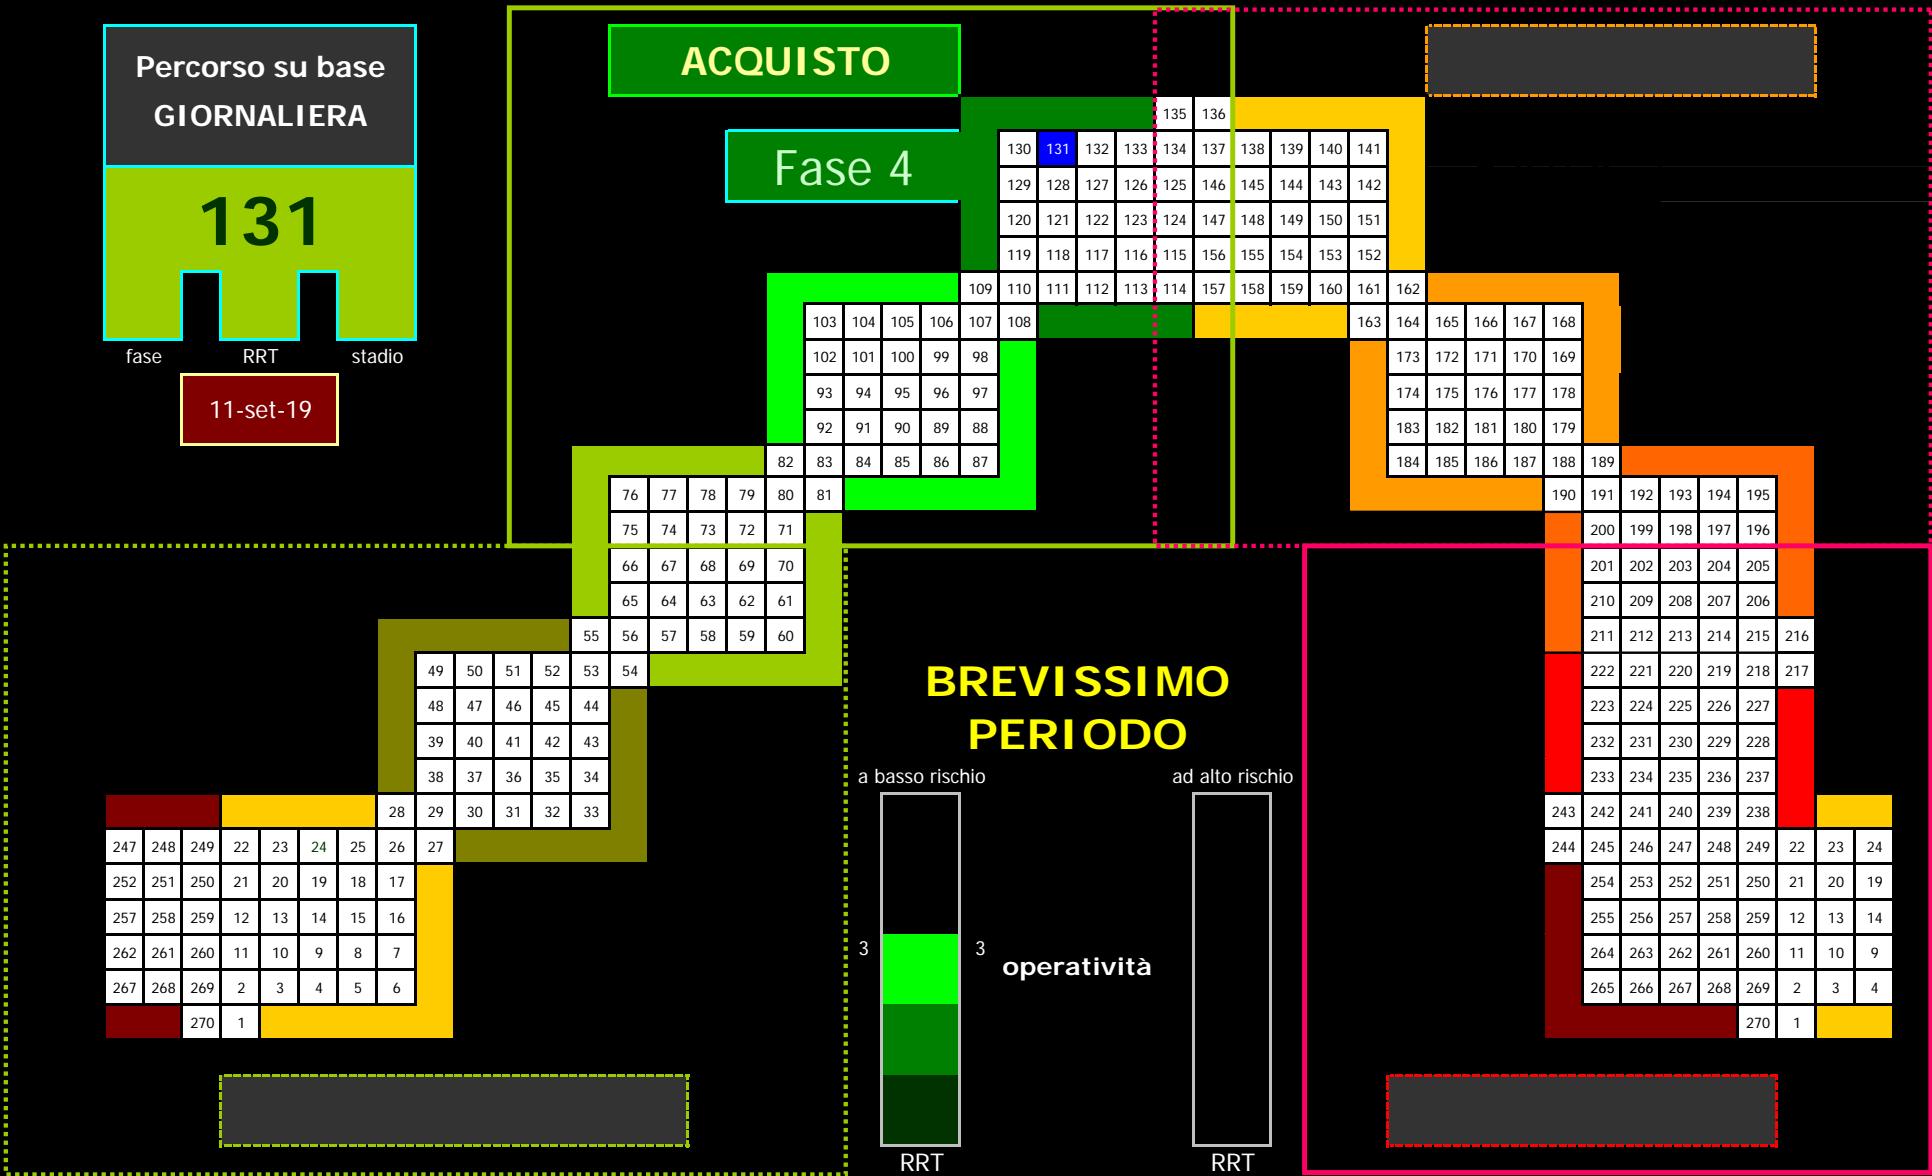 Percorso su base
GIORNALIERA
131
fase RRT stadio
11-set-19
ACQUISTO
Fase 4
135 136
130 131 132 133 134 137 138 139 140 141
129 128 127 126 125 146 145 144 143 142
120 121 122 123 124 147 148 149 150 151
119 118 117 116 115 156 155 154 153 152
109 110 111 112 113 114 157 158 159 160 161 162
103 104 105 106 107 108 163 164 165 166 167 168
102 101 100 99 98 173 172 171 170 169
93 94 95 96 97 174 175 176 177 178
92 91 90 89 88 183 182 181 180 179
82 83 84 85 86 87 184 185 186 187 188 189
76 77 78 79 80 81 190 191 192 193 194 195
75 74 73 72 71 200 199 198 197 196
66 67 68 69 70 201 202 203 204 205
65 64 63 62 61 210 209 208 207 206
55 56 57 58 59 60 211 212 213 214 215 216
49 50 51 52 53 54 222 221 220 219 218 217
48 47 46 45 44 223 224 225 226 227
39 40 41 42 43 232 231 230 229 228
38 37 36 35 34 233 234 235 236 237
28 29 30 31 32 33 243 242 241 240 239 238
247 248 249 22 23 24 25 26 27 244 245 246 247 248 249 22 23 24
252 251 250 21 20 19 18 17 254 253 252 251 250 21 20 19
257 258 259 12 13 14 15 16 255 256 257 258 259 12 13 14
262 261 260 11 10 9 8 7 264 263 262 261 260 11 10 9
267 268 269 2 3 4 5 6 265 266 267 268 269 2 3 4
270 1 270 1
BREVISSIMO
PERIODO
a basso rischio ad alto rischio
3 3
operatività
RRT RRT